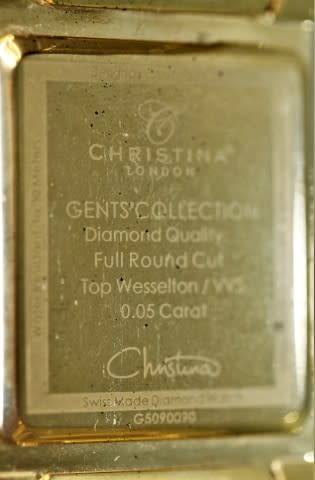 CHRISTINA®
LONDON
GENTS'COLLECTION
Diamond Quality
Full Round Cut
Top Wesselton / VVS
0.05 Carat
Christina
Swiss Made Diamond Watch